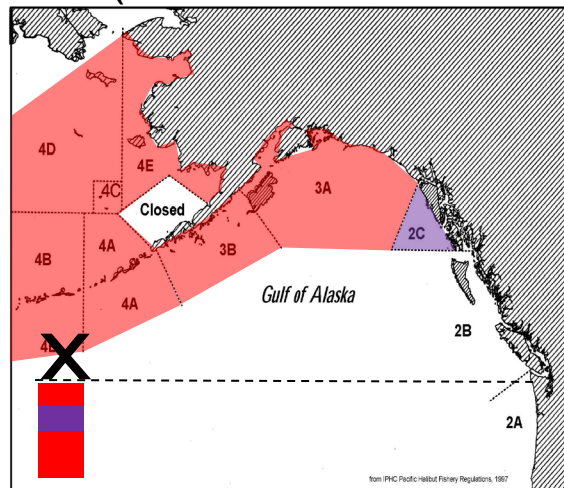 4D
4E
4C
3A
Closed
2C
4A
4B
3B
4A
Gulf of Alaska
2B
X
2A
from IPHC Pacific Halibut Fishery Regulations, 1997